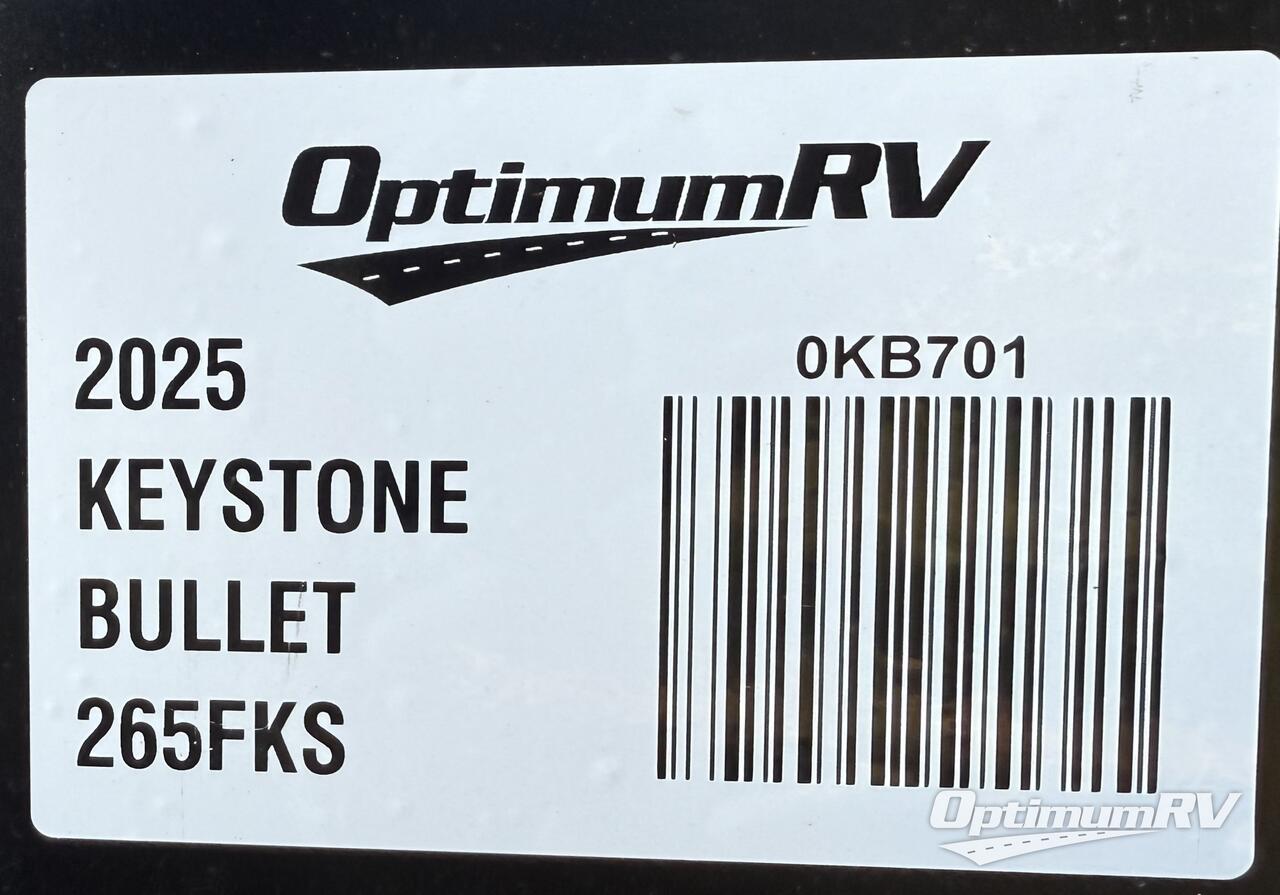 OptimumRV
2025
KEYSTONE
BULLET
265FKS
0KB701
OptimumRV